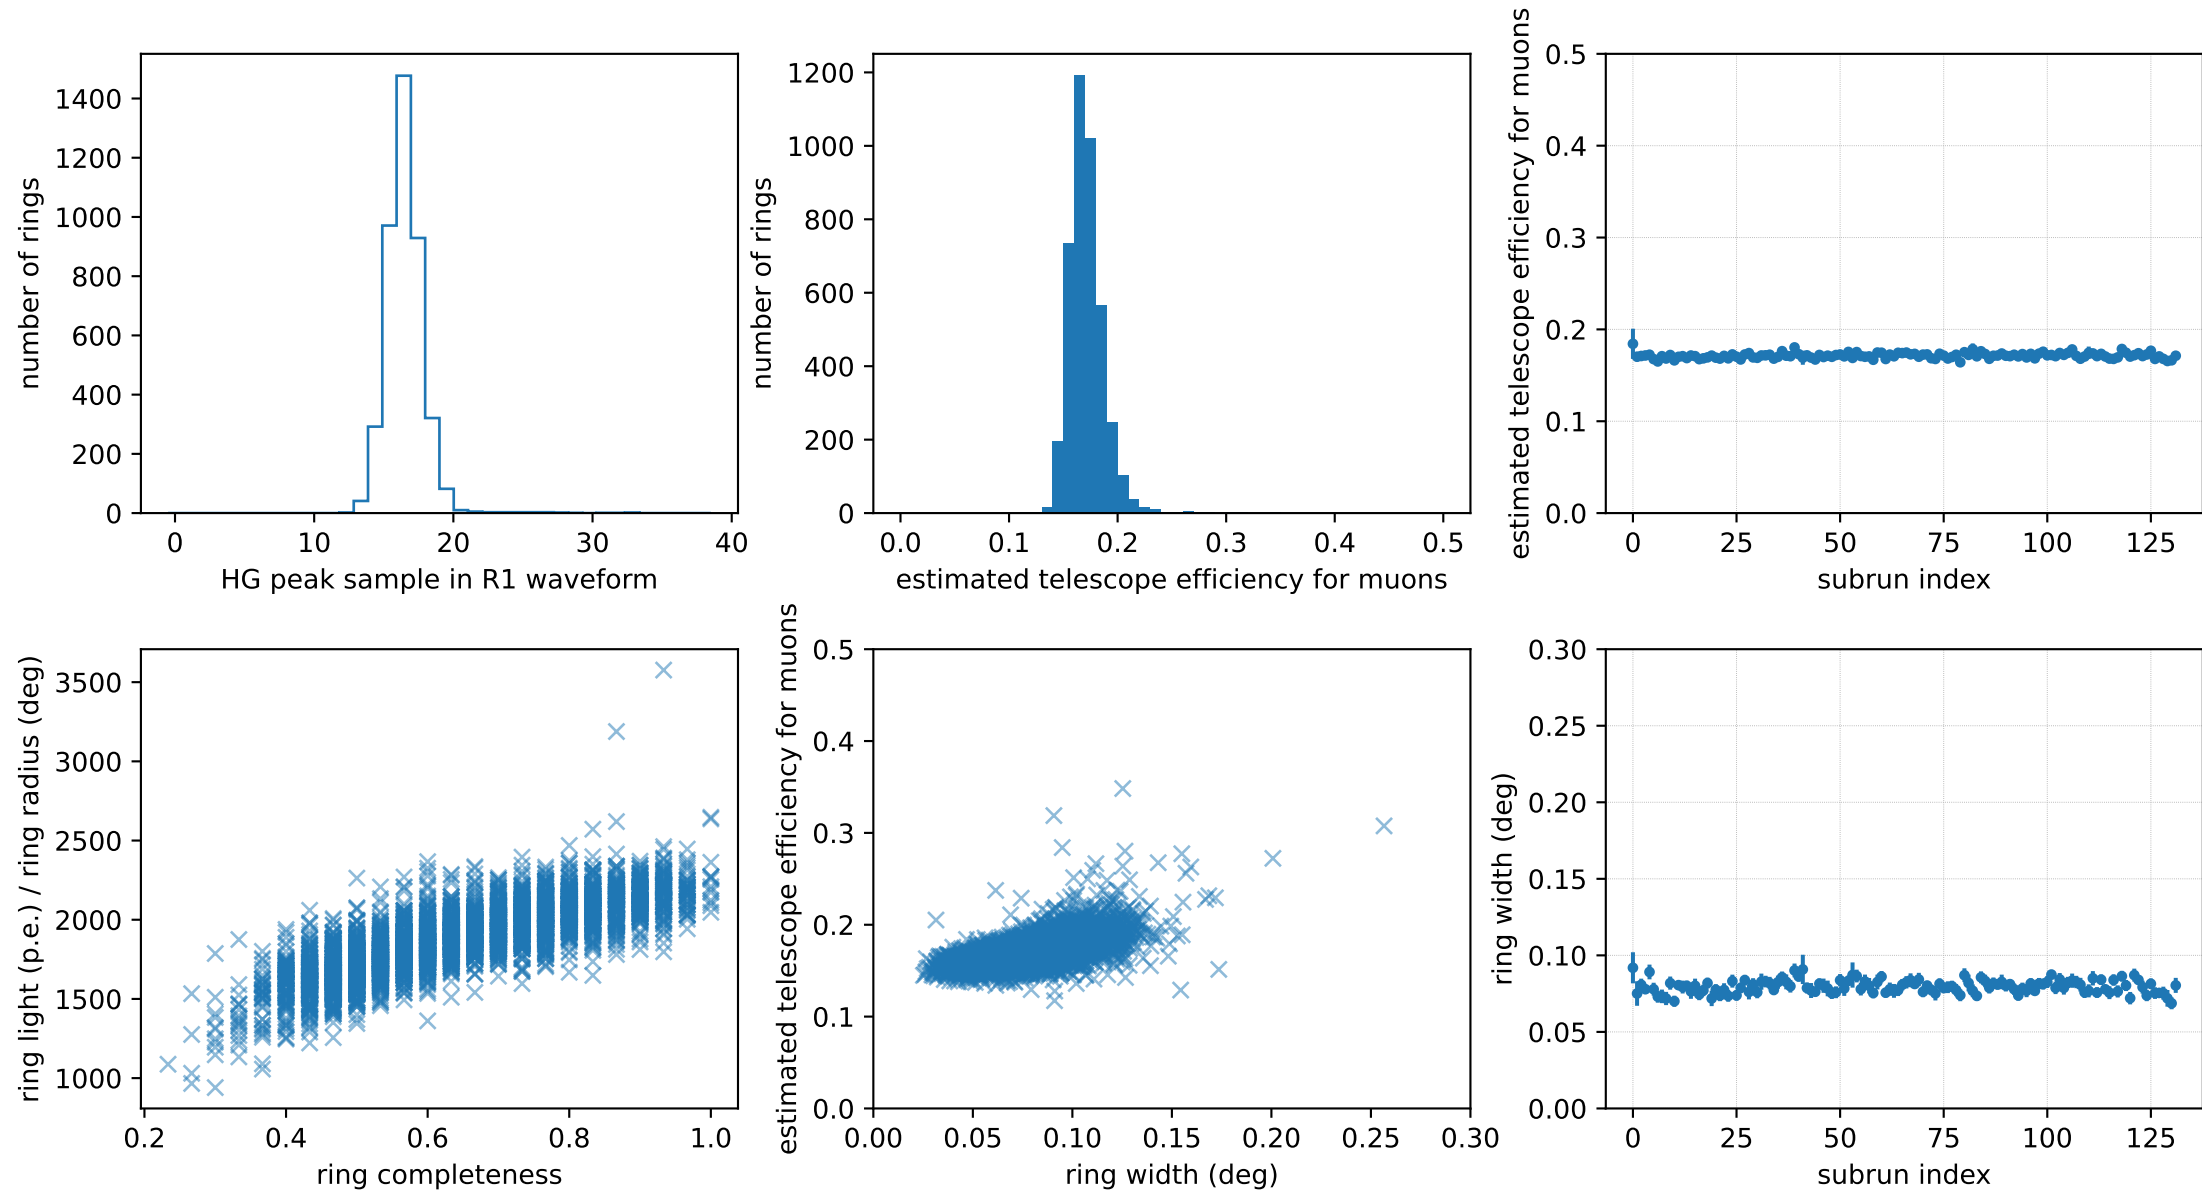 number of rings
1400
1200
1000
800
600
400
200
0
0 10 20 30 40
HG peak sample in R1 waveform
number of rings
1200
1000
800
600
400
200
0
0.0 0.1 0.2 0.3 0.4 0.5
estimated telescope efficiency for muons
estimated telescope efficiency for muons
0.5
0.4
0.3
0.2
0.1
0.0
0 25 50 75 100 125
subrun index
ring light (p.e.) / ring radius (deg)
3500
3000
2500
2000
1500
1000
0.2 0.4 0.6 0.8 1.0
ring completeness
estimated telescope efficiency for muons
0.5
0.4
0.3
0.2
0.1
0.0
0.00 0.05 0.10 0.15 0.20 0.25 0.30
ring width (deg)
ring width (deg)
0.30
0.25
0.20
0.15
0.10
0.05
0.00
0 25 50 75 100 125
subrun index